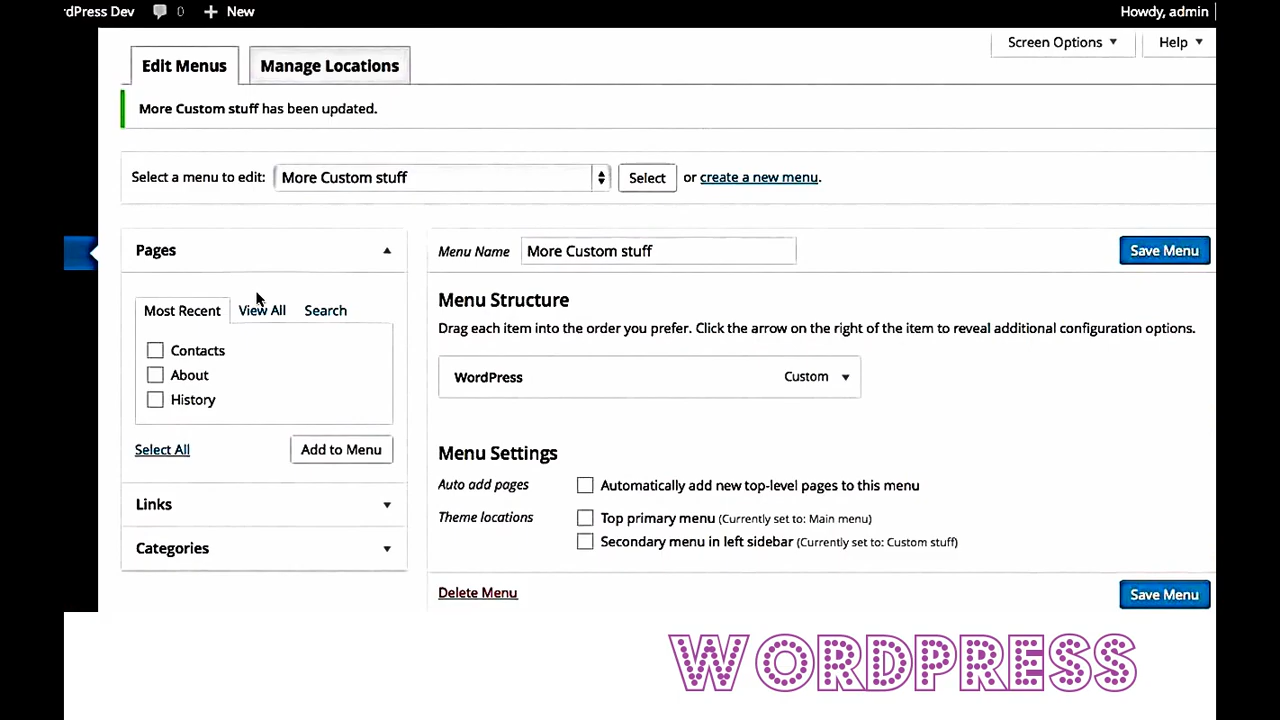 rdPress Dev 0 + New Howdy, admin
Screen Options Help
Edit Menus Manage Locations
More Custom stuff has been updated.
Select a menu to edit: More Custom stuff Select or create a new menu.
Pages
Menu Name More Custom stuff Save Menu
Most Recent View All Search
Contacts
About
History
Select All Add to Menu
Links
Categories
Menu Structure
Drag each item into the order you prefer. Click the arrow on the right of the item to reveal additional configuration options.
WordPress Custom
Menu Settings
Auto add pages Automatically add new top-level pages to this menu
Theme locations Top primary menu (Currently set to: Main menu)
Secondary menu in left sidebar (Currently set to: Custom stuff)
Delete Menu Save Menu
WORDPRESS